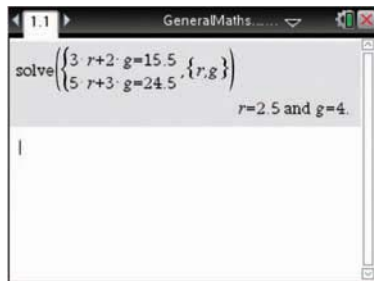 1.1 GeneralMaths......
solve({3·r+2·g=15.5
5·r+3·g=24.5 ,{r,g})
r=2.5 and g=4.